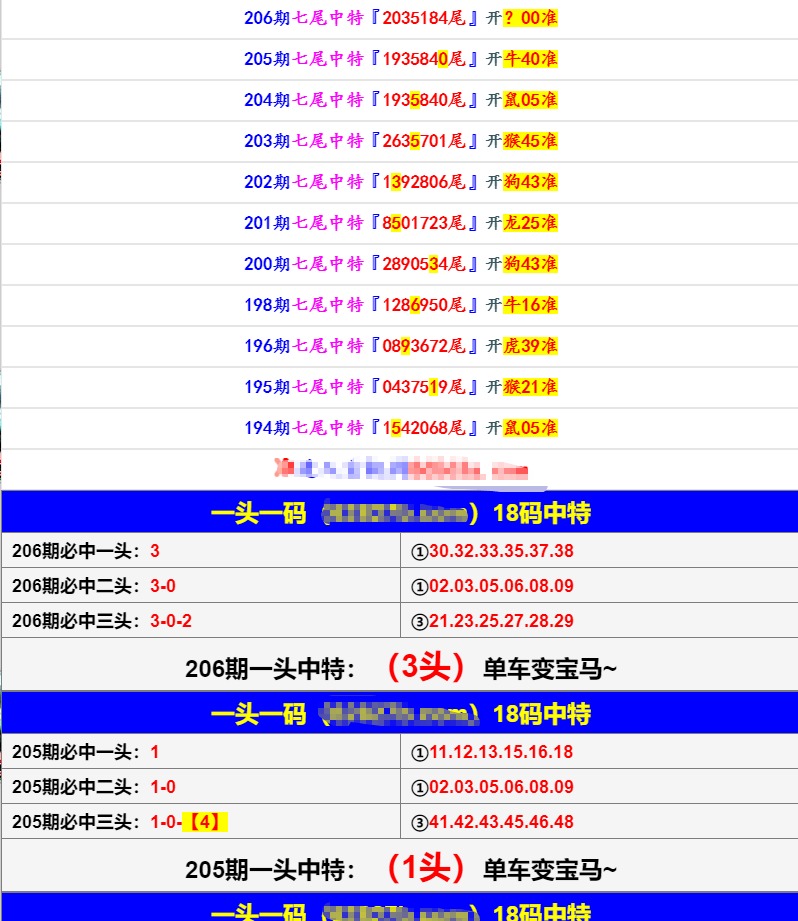 206期七尾中特『2035184尾』开？00准
205期七尾中特『1935840尾』开牛40准
204期七尾中特『1935840尾』开鼠05准
203期七尾中特『2635701尾』开猴45准
202期七尾中特『1392806尾』开狗43准
201期七尾中特『8501723尾』开龙25准
200期七尾中特『2890534尾』开狗43准
198期七尾中特『1286950尾』开牛16准
196期七尾中特『0893672尾』开虎39准
195期七尾中特『0437519尾』开猴21准
194期七尾中特『1542068尾』开鼠05准
一头一码（）18码中特
206期必中一头：3 ①30.32.33.35.37.38
206期必中二头：3-0 ①02.03.05.06.08.09
206期必中三头：3-0-2 ③21.23.25.27.28.29
206期一头中特：（3头）单车变宝马~
一头一码（）18码中特
205期必中一头：1 ①11.12.13.15.16.18
205期必中二头：1-0 ①02.03.05.06.08.09
205期必中三头：1-0-【4】 ③41.42.43.45.46.48
205期一头中特：（1头）单车变宝马~
一头一码（）18码中特